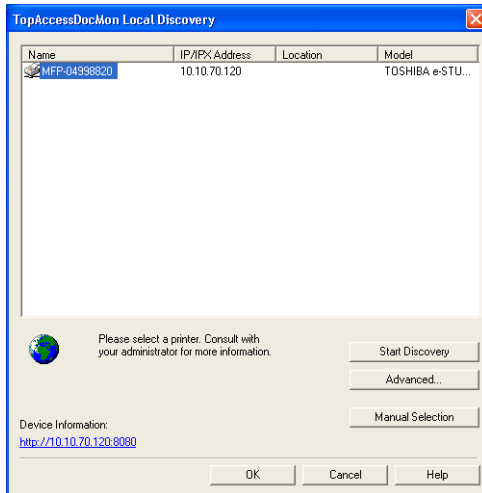 TopAccessDocMon Local Discovery
Name IP/IPX Address Location Model
MFP-04998820 10.10.70.120 TOSHIBA e-STU...
Please select a printer. Consult with
your administrator for more information.
Start Discovery
Advanced...
Manual Selection
Device Information:
http://10.10.70.120:8080
OK Cancel Help